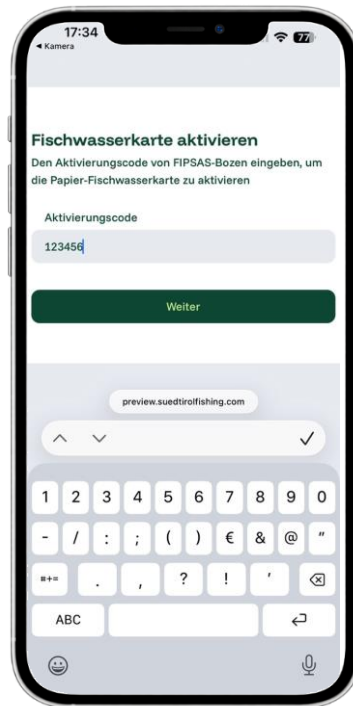 17:34
77
◀ Kamera
Fischwasserkarte aktivieren
Den Aktivierungscode von FIPSAS-Bozen eingeben, um
die Papier-Fischwasserkarte zu aktivieren
Aktivierungscode
123456
Weiter
preview.suedtirolfishing.com
1 2 3 4 5 6 7 8 9 0
- / : ; ( ) € & @ "
#+= . , ? ! '
ABC